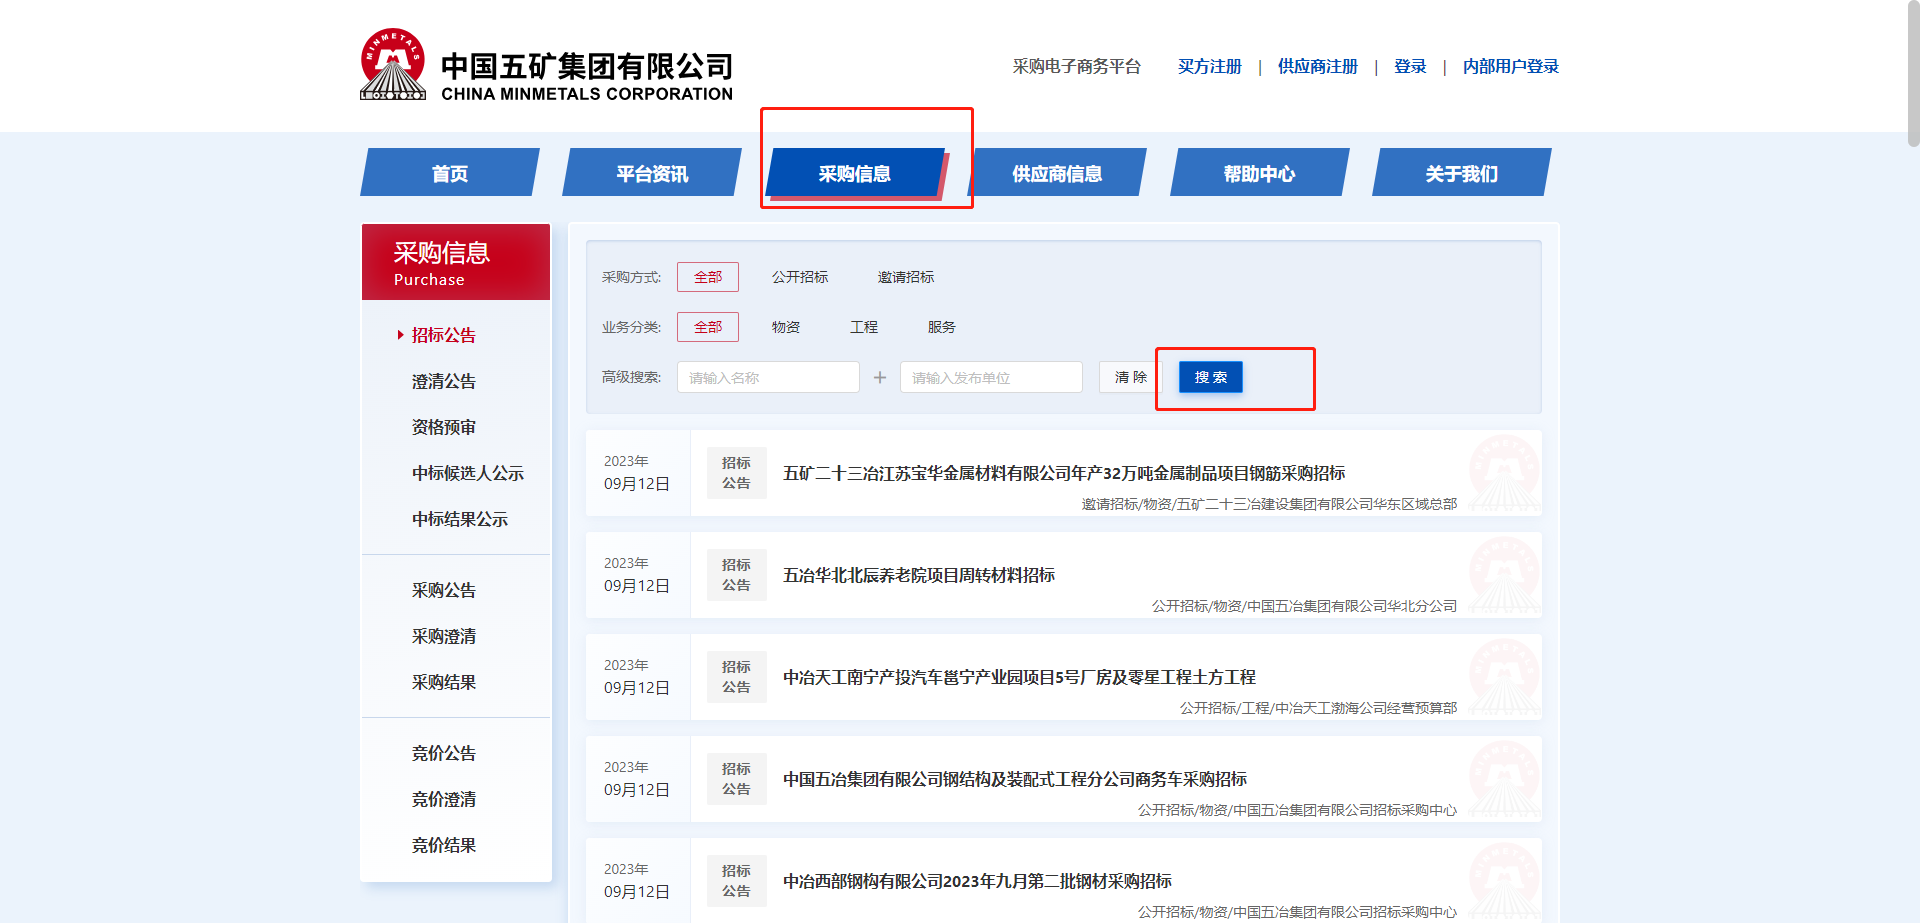 MINMETALS
中国五矿集团有限公司
CHINA MINMETALS CORPORATION
采购电子商务平台 买方注册 | 供应商注册 | 登录 | 内部用户登录
首页 平台资讯 采购信息 供应商信息 帮助中心 关于我们
采购信息
Purchase
招标公告
澄清公告
资格预审
中标候选人公示
中标结果公示
采购公告
采购澄清
采购结果
竞价公告
竞价澄清
竞价结果
采购方式: 全部 公开招标 邀请招标
业务分类: 全部 物资 工程 服务
高级搜索: 请输入名称 + 请输入发布单位 清 除 搜 索
2023年
09月12日
招标
公告
五矿二十三冶江苏宝华金属材料有限公司年产32万吨金属制品项目钢筋采购招标
邀请招标/物资/五矿二十三冶建设集团有限公司华东区域总部
2023年
09月12日
招标
公告
五冶华北北辰养老院项目周转材料招标
公开招标/物资/中国五冶集团有限公司华北分公司
2023年
09月12日
招标
公告
中冶天工南宁产投汽车邕宁产业园项目5号厂房及零星工程土方工程
公开招标/工程/中冶天工渤海公司经营预算部
2023年
09月12日
招标
公告
中国五冶集团有限公司钢结构及装配式工程分公司商务车采购招标
公开招标/物资/中国五冶集团有限公司招标采购中心
2023年
09月12日
招标
公告
中冶西部钢构有限公司2023年九月第二批钢材采购招标
公开招标/物资/中国五冶集团有限公司招标采购中心